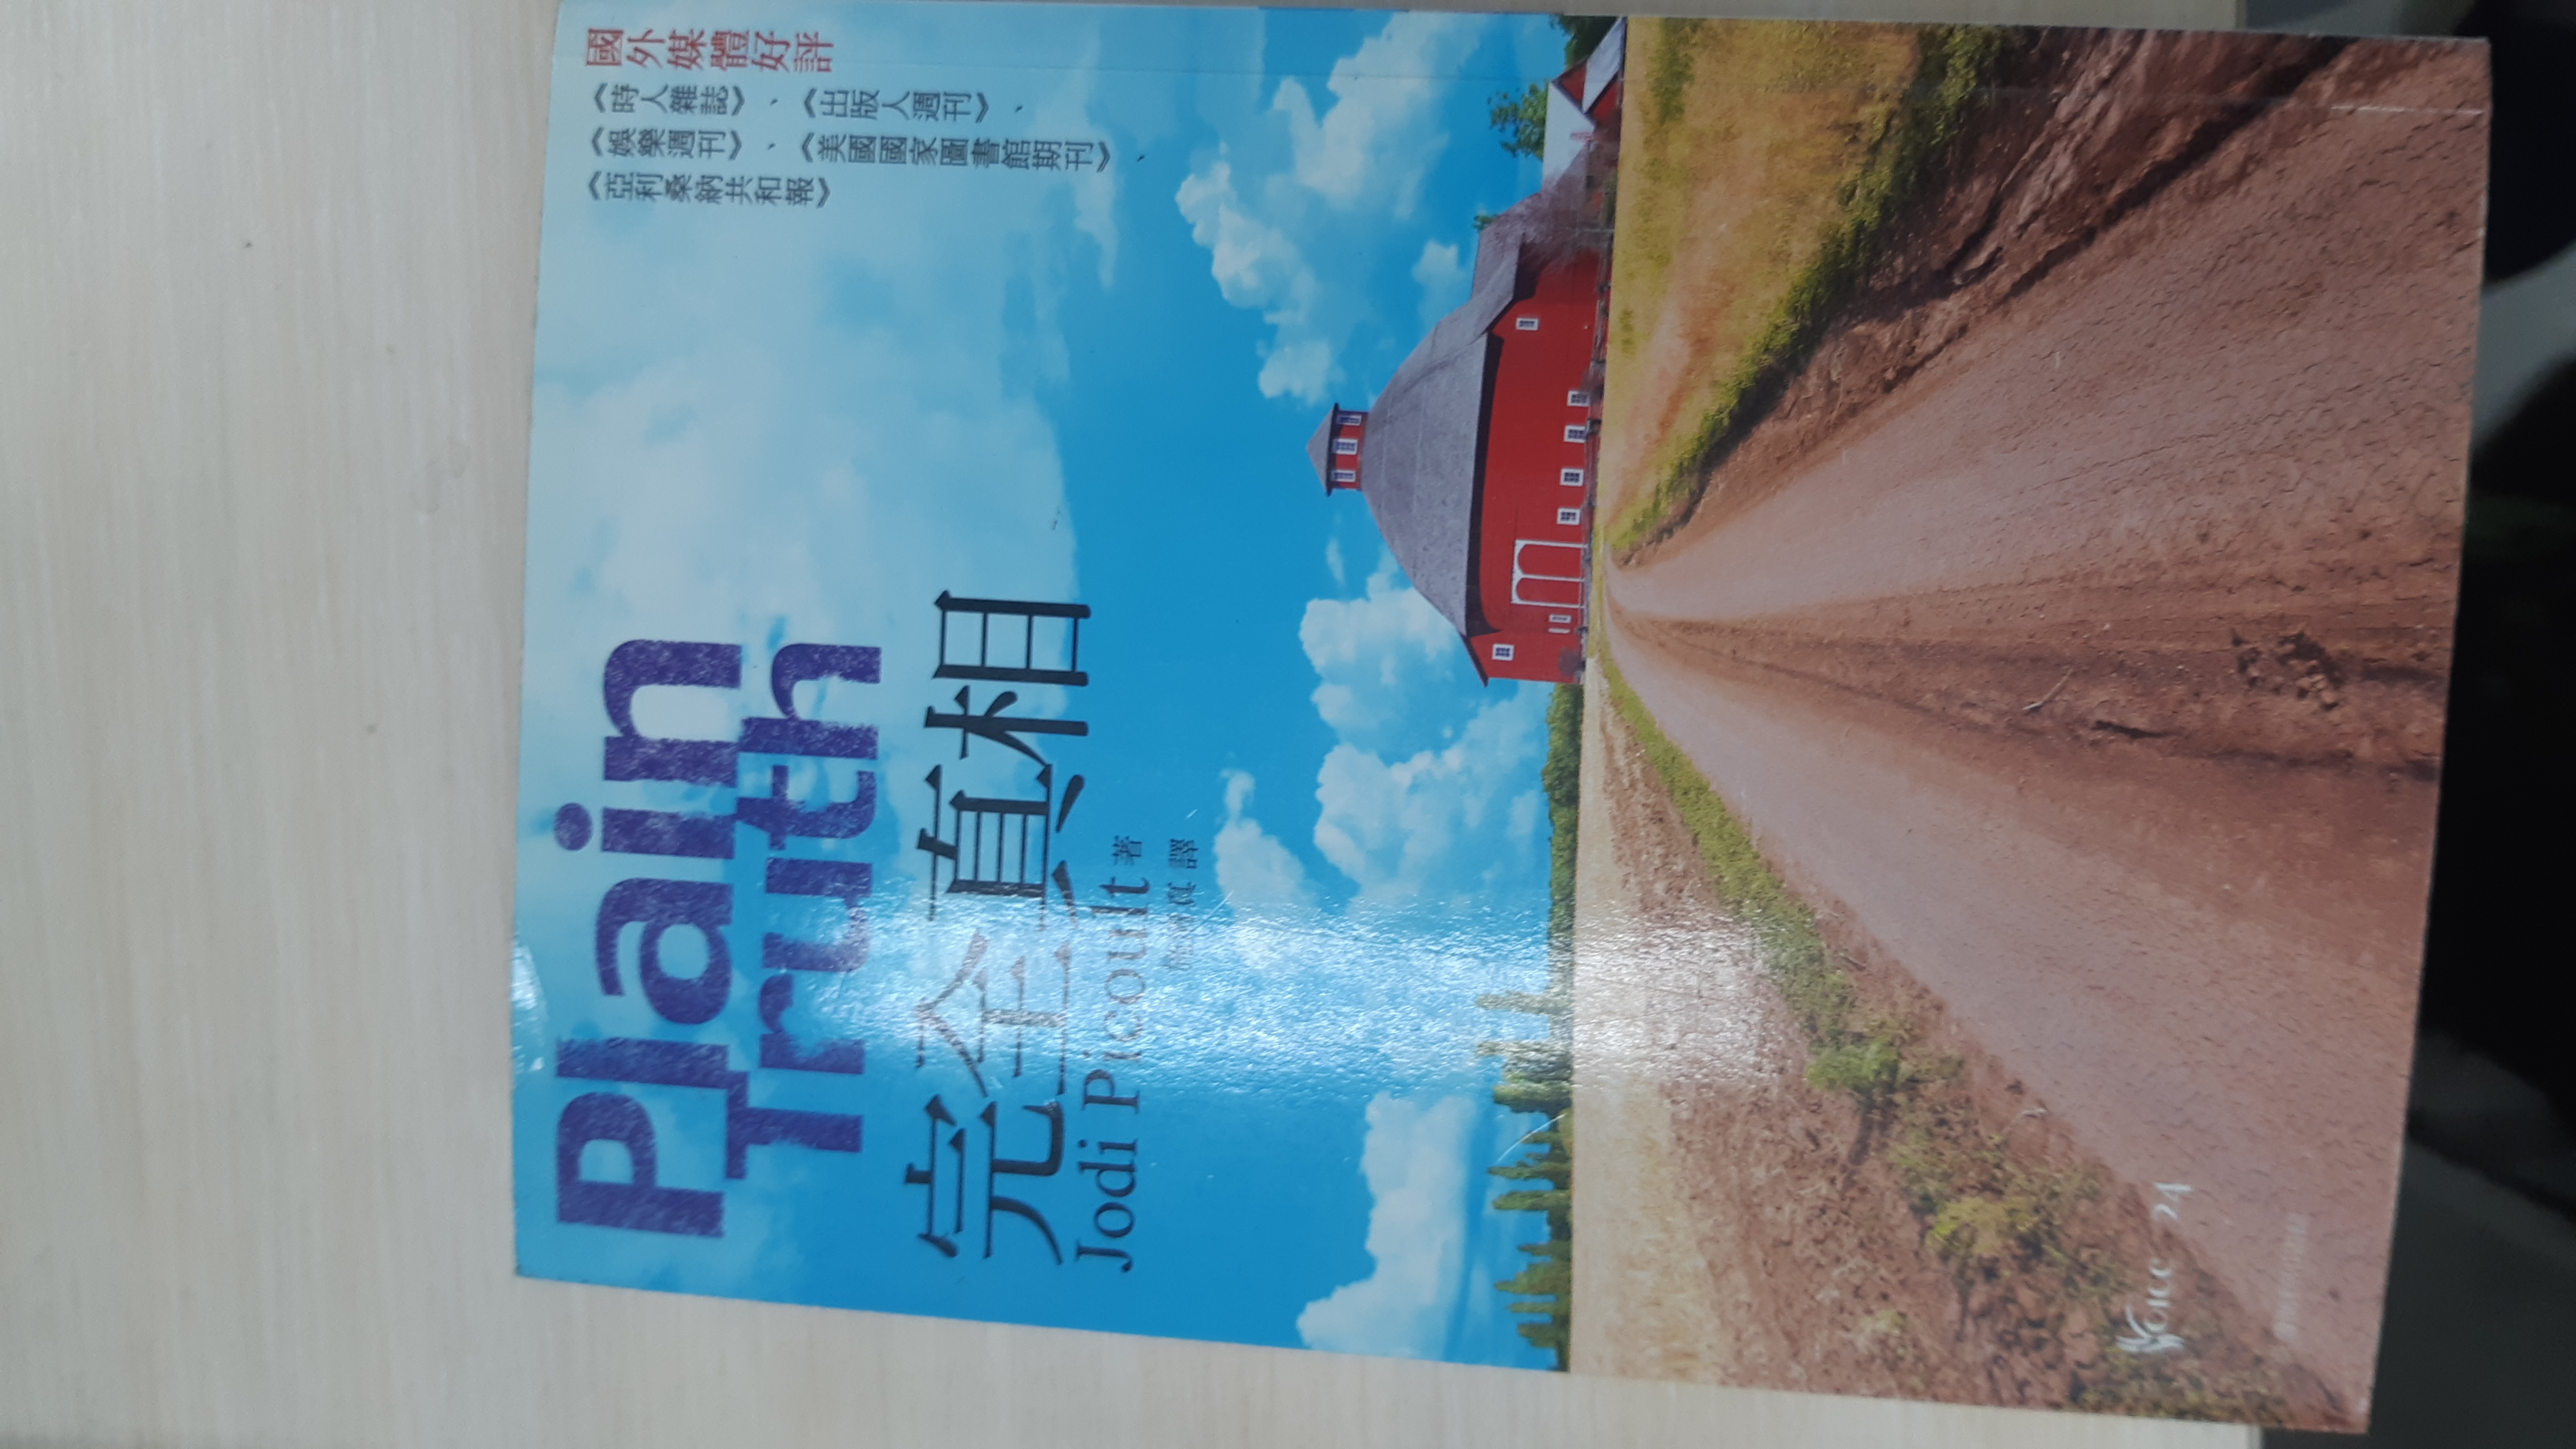 Plain
Truth
完全真相
Jodi Picoult 著
真 譯
國外媒體好評
《時人雜誌》、《出版人週刊》、
《娛樂週刊》、《美國國家圖書館期刊》、
《亞利桑納共和報》
Voice 24